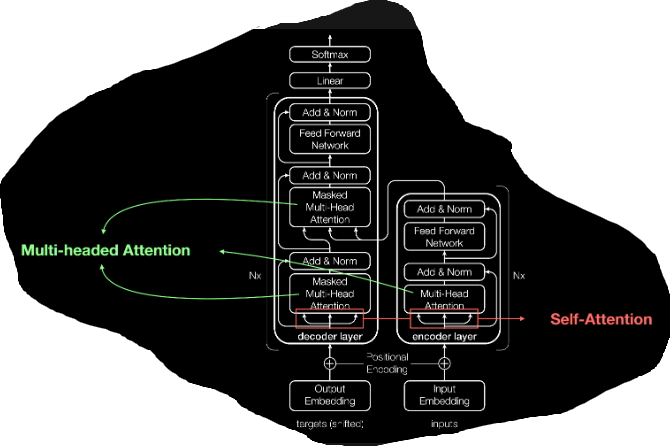 Softmax
Linear
Add & Norm
Feed Forward
Network
Add & Norm
Masked
Multi-Head
Attention
Add & Norm
Masked
Multi-Head
Attention
Nx
decoder layer
Add & Norm
Feed Forward
Network
Add & Norm
Multi-Head
Attention
Nx
encoder layer
Multi-headed Attention
Self-Attention
Positional
Encoding
Output
Embedding
Input
Embedding
targets (shifted)
inputs